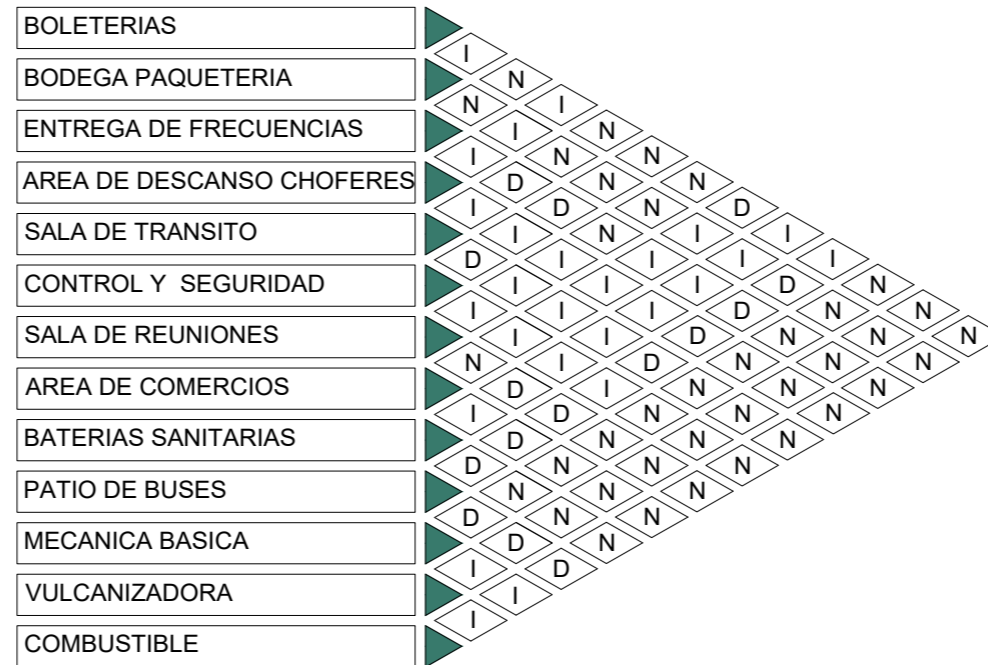 BOLETERIAS
I
BODEGA PAQUETERIA N
N I
ENTREGA DE FRECUENCIAS I N
I N N
AREA DE DESCANSO CHOFERES D N N
I D N D
SALA DE TRANSITO I N I I
D I I I I
CONTROL Y SEGURIDAD I I I D N
I I I D N N
SALA DE REUNIONES I I D N N N
N I D N N N
AREA DE COMERCIOS D I N N N
I D N N N
BATERIAS SANITARIAS D N N N
D N N N
PATIO DE BUSES N N N
D N N
MECANICA BASICA D N
I D
VULCANIZADORA I
I
COMBUSTIBLE